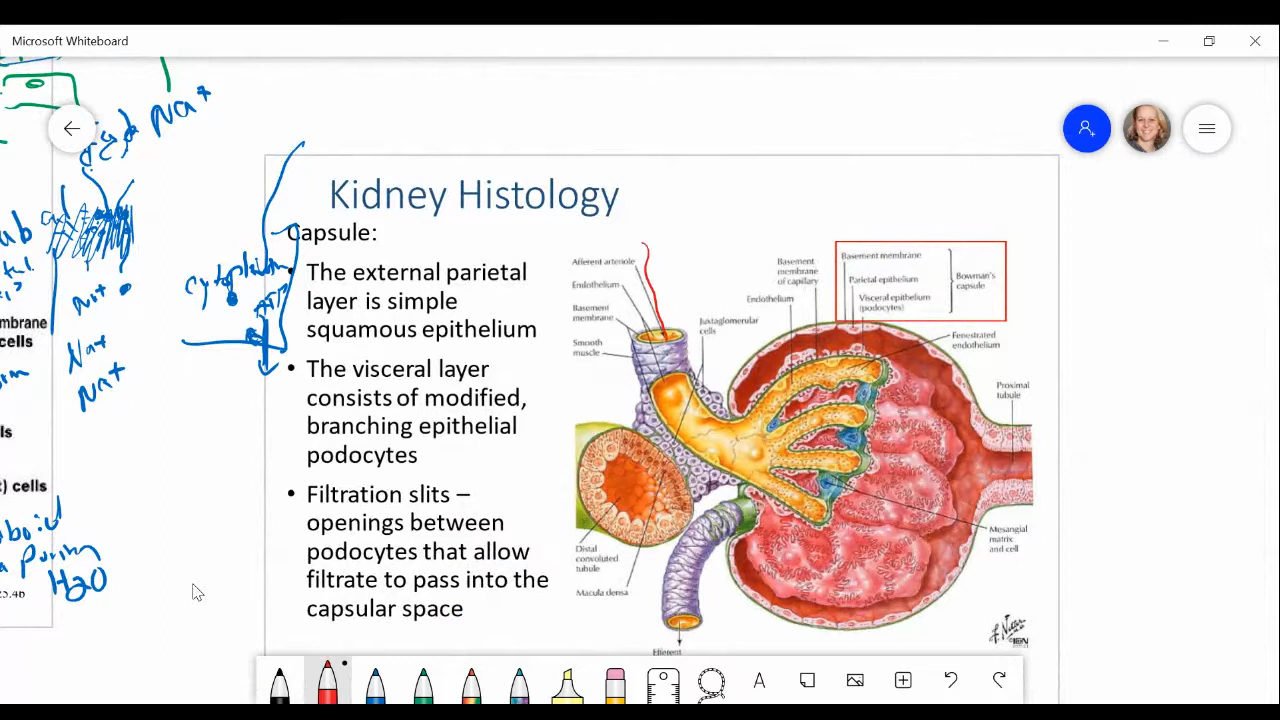 Microsoft Whiteboard
Na+
Cytoplasm
Na+
Na+
Na+
H2O
mbrane
cells
cells
t) cells
Kidney Histology
Capsule:
• The external parietal
layer is simple
squamous epithelium
• The visceral layer
consists of modified,
branching epithelial
podocytes
• Filtration slits –
openings between
podocytes that allow
filtrate to pass into the
capsular space
Afferent arteriole
Endothelium
Basement
membrane
Smooth
muscle
Juxtaglomerular
cells
Endothelium
Basement
membrane
of capillary
Basement membrane
Parietal epithelium
Visceral epithelium
(podocytes)
Bowman's
capsule
Fenestrated
endothelium
Proximal
tubule
Mesangial
matrix
and cell
Distal
convoluted
tubule
Macula densa
Efferent
A